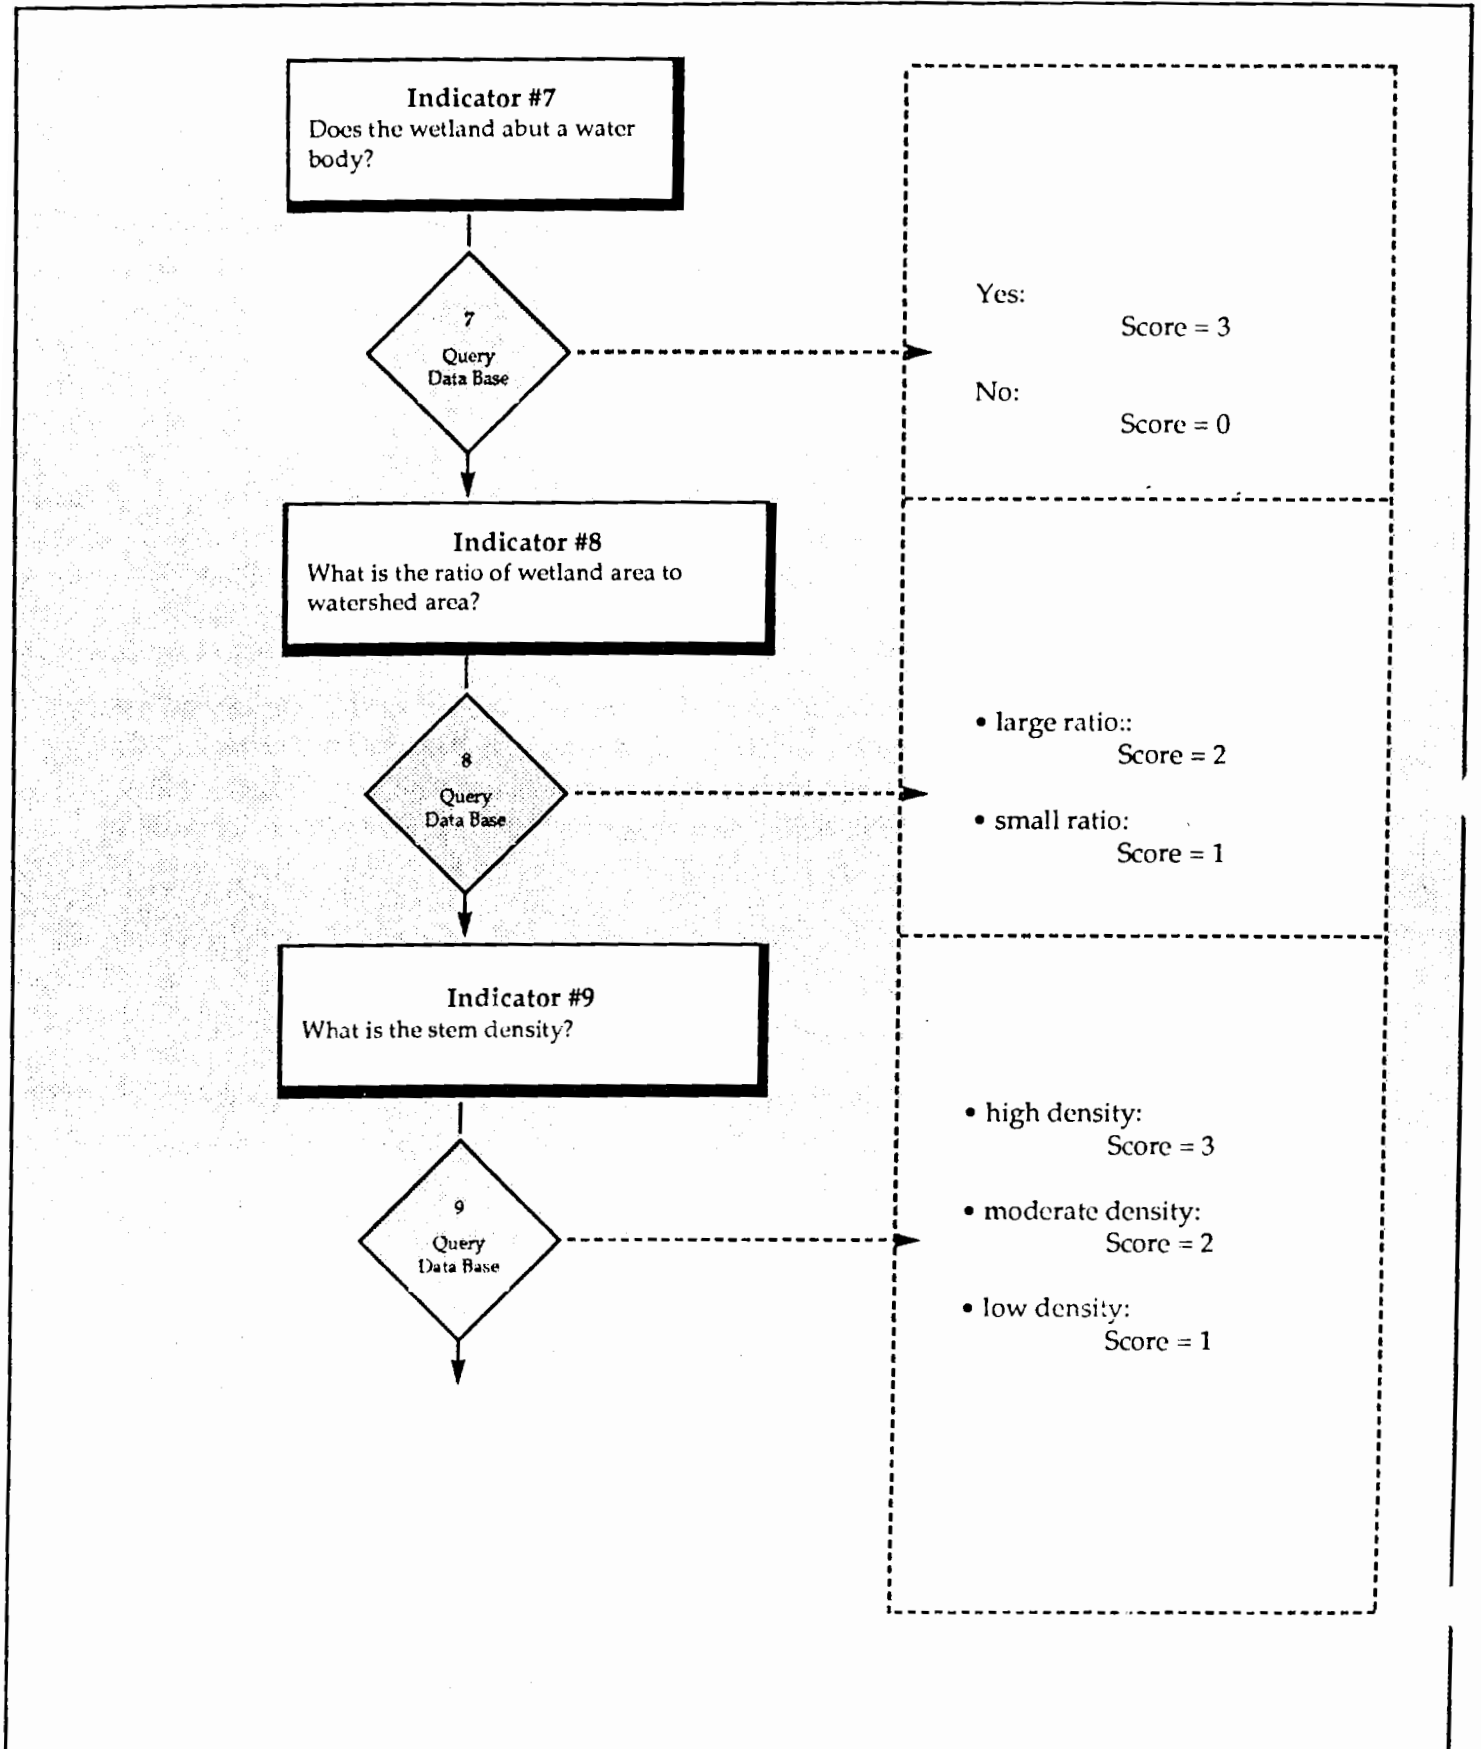 Indicator #7
Does the wetland abut a water
body?
7
Query
Data Base
Yes:
Score = 3
No:
Score = 0
Indicator #8
What is the ratio of wetland area to
watershed area?
8
Query
Data Base
• large ratio::
Score = 2
• small ratio:
Score = 1
Indicator #9
What is the stem density?
9
Query
Data Base
• high density:
Score = 3
• moderate density:
Score = 2
• low density:
Score = 1